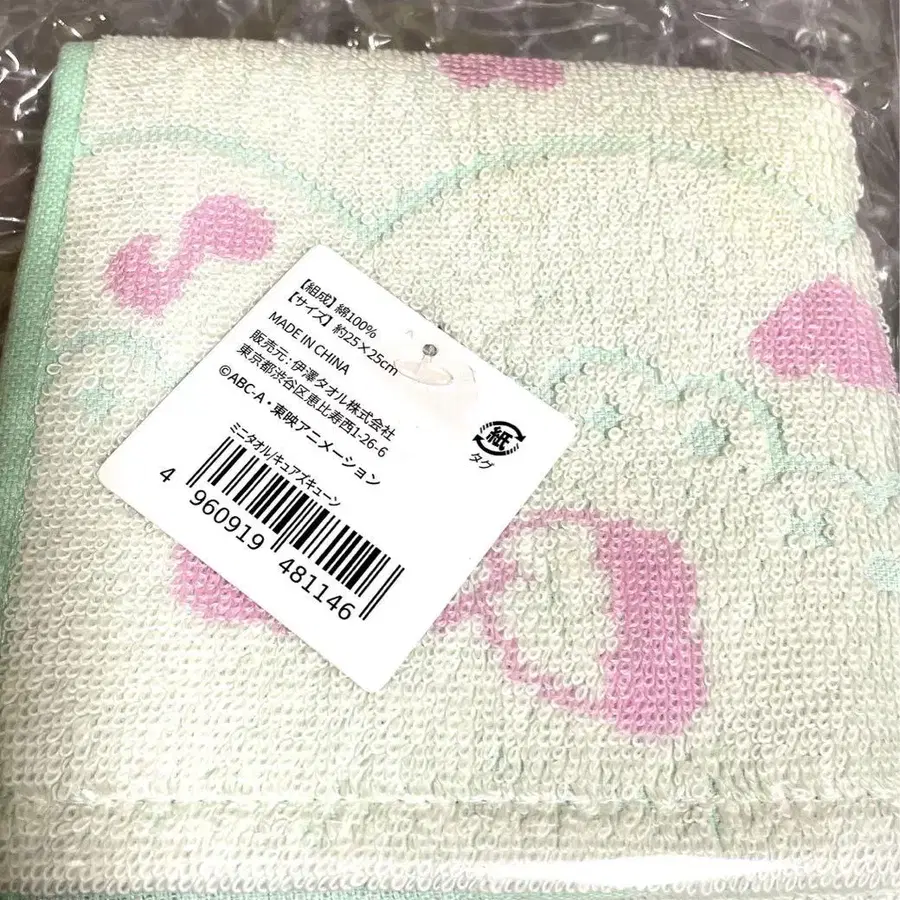 【組成】綿100%
【サイズ】約25×25cm
MADE IN CHINA
販売元:伊澤タオル株式会社
東京都渋谷区恵比寿西1-26-6
©ABC-A・東映アニメーション
ミニタオル/キュアズキューン
4 960919 481146
紙
タグ